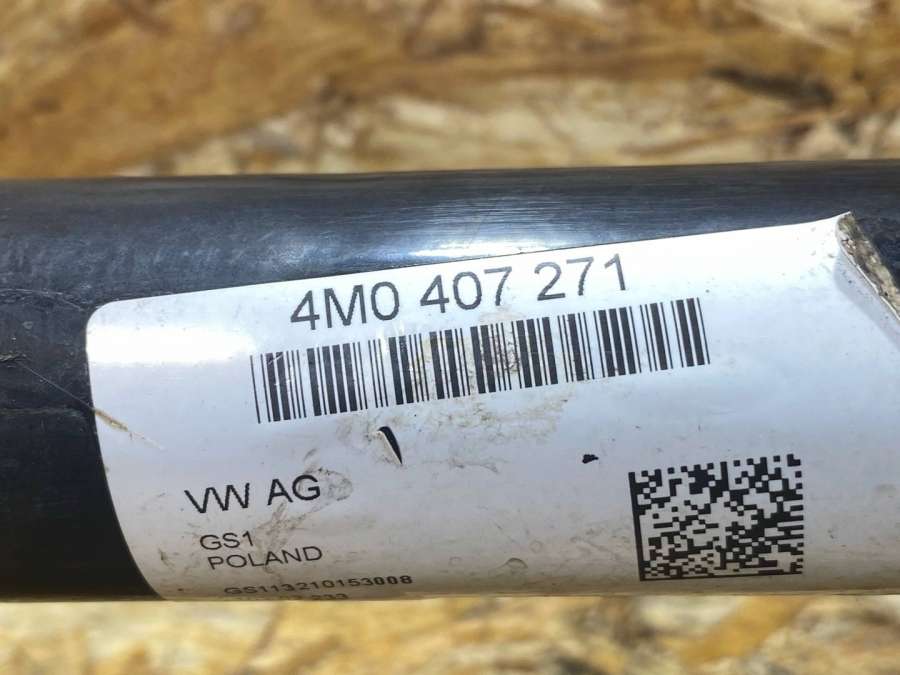 4M0 407 271
VW AG
GS1
POLAND
GS113210153008